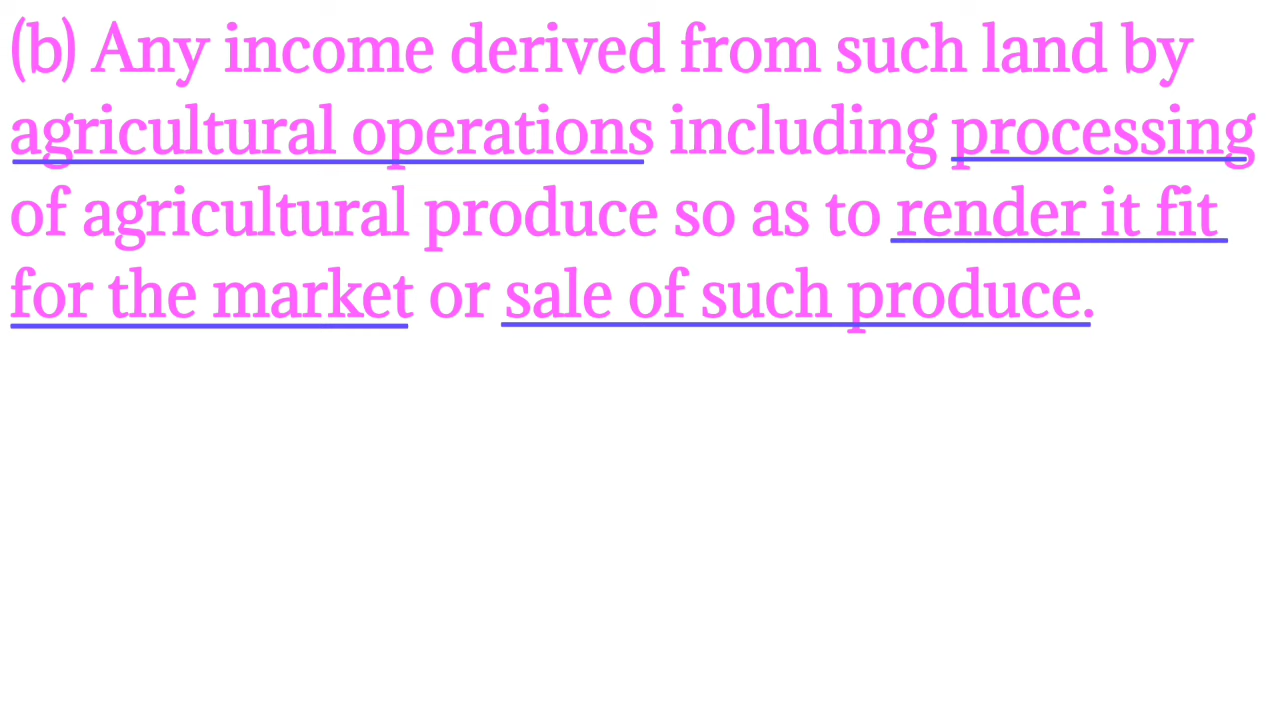 (b) Any income derived from such land by
agricultural operations including processing
of agricultural produce so as to render it fit
for the market or sale of such produce.